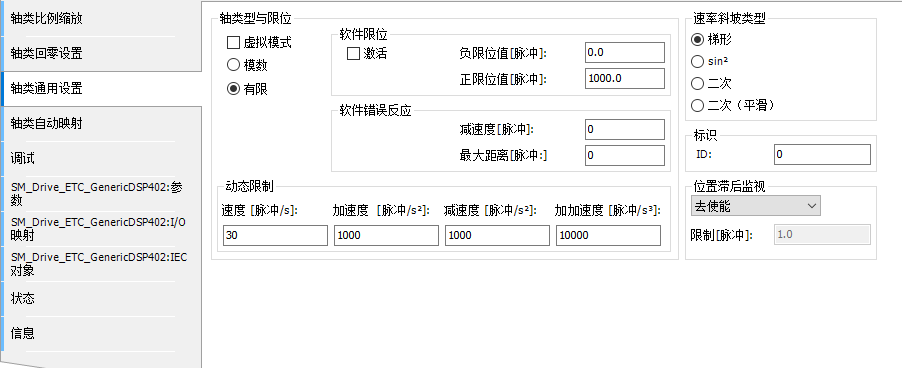 轴类比例缩放
轴类回零设置
轴类通用设置
轴类自动映射
调试
SM_Drive_ETC_GenericDSP402:参
数
SM_Drive_ETC_GenericDSP402:I/O
映射
SM_Drive_ETC_GenericDSP402:IEC
对象
状态
信息
轴类型与限位
虚拟模式
模数
有限
软件限位
激活
负限位值[脉冲]: 0.0
正限位值[脉冲]: 1000.0
软件错误反应
减速度[脉冲]: 0
最大距离[脉冲:] 0
动态限制
速度 [脉冲/s]: 加速度 [脉冲/s²]: 减速度 [脉冲/s²]: 加加速度 [脉冲/s³]:
30 1000 1000 10000
速率斜坡类型
梯形
sin²
二次
二次（平滑）
标识
ID: 0
位置滞后监视
去使能
限制[脉冲]: 1.0